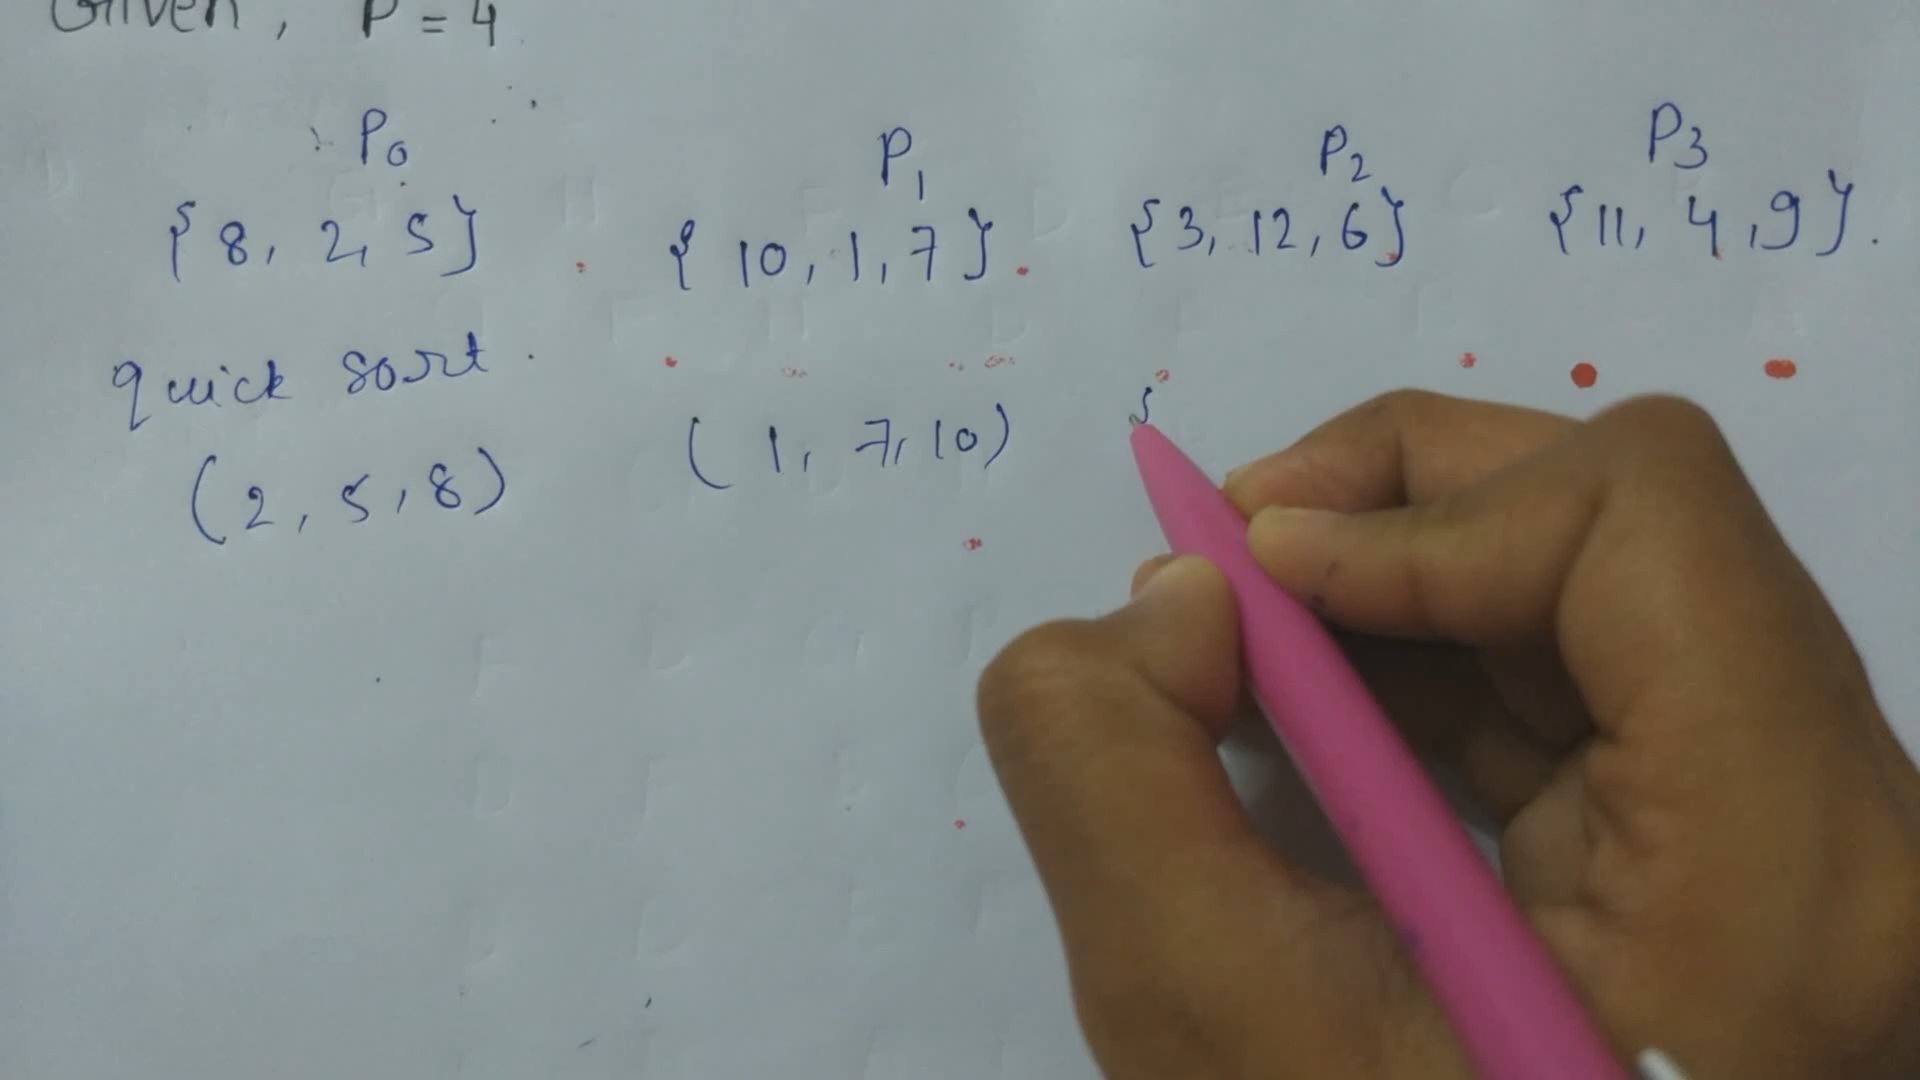 Given, P = 4
P0 P1 P2 P3
{8, 2, 5} . {10, 1, 7}. {3, 12, 6} {11, 4, 9}.
quick sort.
(2, 5, 8) (1, 7, 10) {